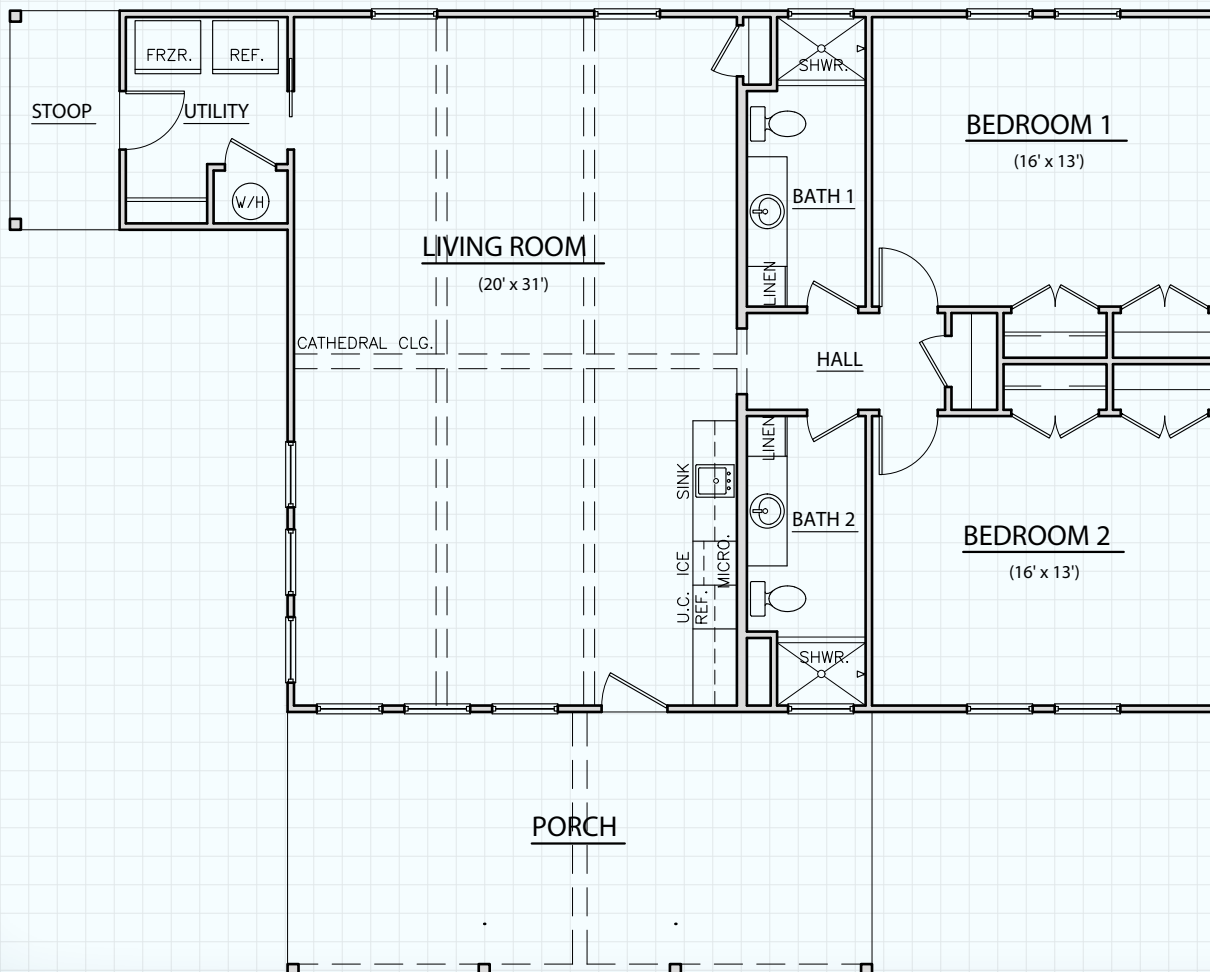 FRZR.
REF.
STOOP
UTILITY
W/H
LIVING ROOM
(20' x 31')
CATHEDRAL CLG.
SHWR.
BATH 1
LINEN
BEDROOM 1
(16' x 13')
HALL
LINEN
SINK
BATH 2
MICRO.
U.C. ICE
REF.
SHWR.
BEDROOM 2
(16' x 13')
PORCH